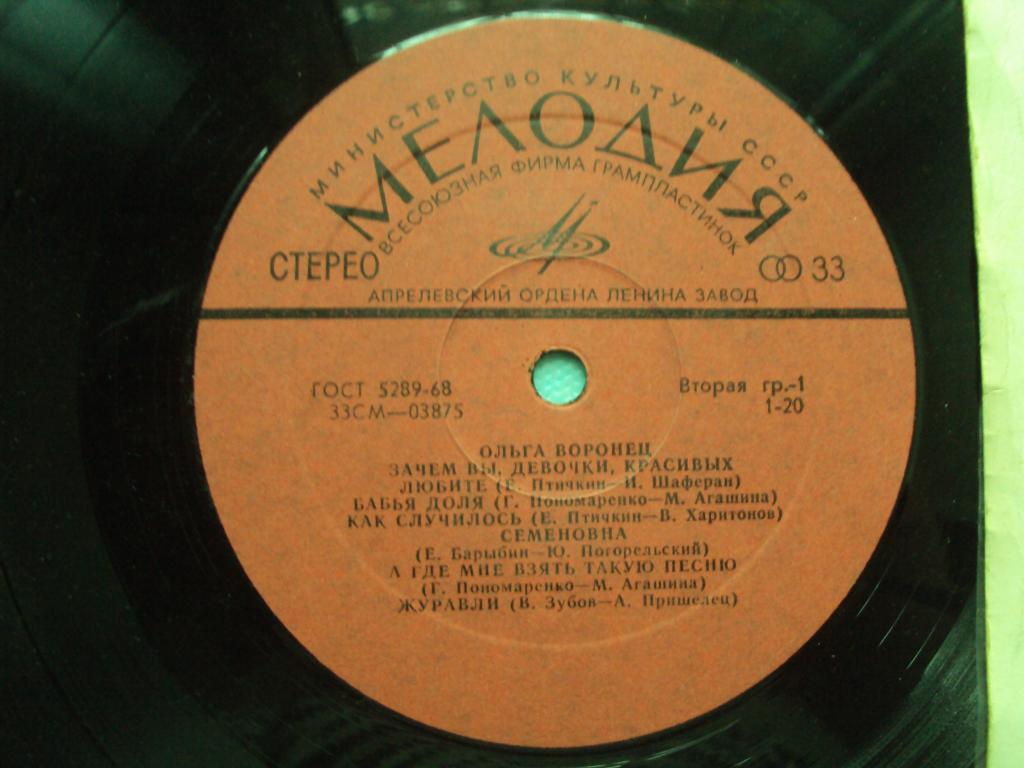 МИНИСТЕРСТВО КУЛЬТУРЫ СССР
МЕЛОДИЯ
ВСЕСОЮЗНАЯ ФИРМА ГРАМПЛАСТИНОК
СТЕРЕО
33
АПРЕЛЕВСКИЙ ОРДЕНА ЛЕНИНА ЗАВОД
ГОСТ 5289-68
33СМ—03875
Вторая гр.-1
1-20
ОЛЬГА ВОРОНЕЦ
ЗАЧЕМ ВЫ, ДЕВОЧКИ, КРАСИВЫХ
ЛЮБИТЕ (Е. Птичкин—И. Шаферан)
БАБЬЯ ДОЛЯ (Г. Пономаренко—М. Агашина)
КАК СЛУЧИЛОСЬ (Е. Птичкин—В. Харитонов)
СЕМЕНОВНА
(Е. Барыбин—Ю. Погорельский)
А ГДЕ МНЕ ВЗЯТЬ ТАКУЮ ПЕСНЮ
(Г. Пономаренко—М. Агашина)
ЖУРАВЛИ (В. Зубов—А. Пришелец)